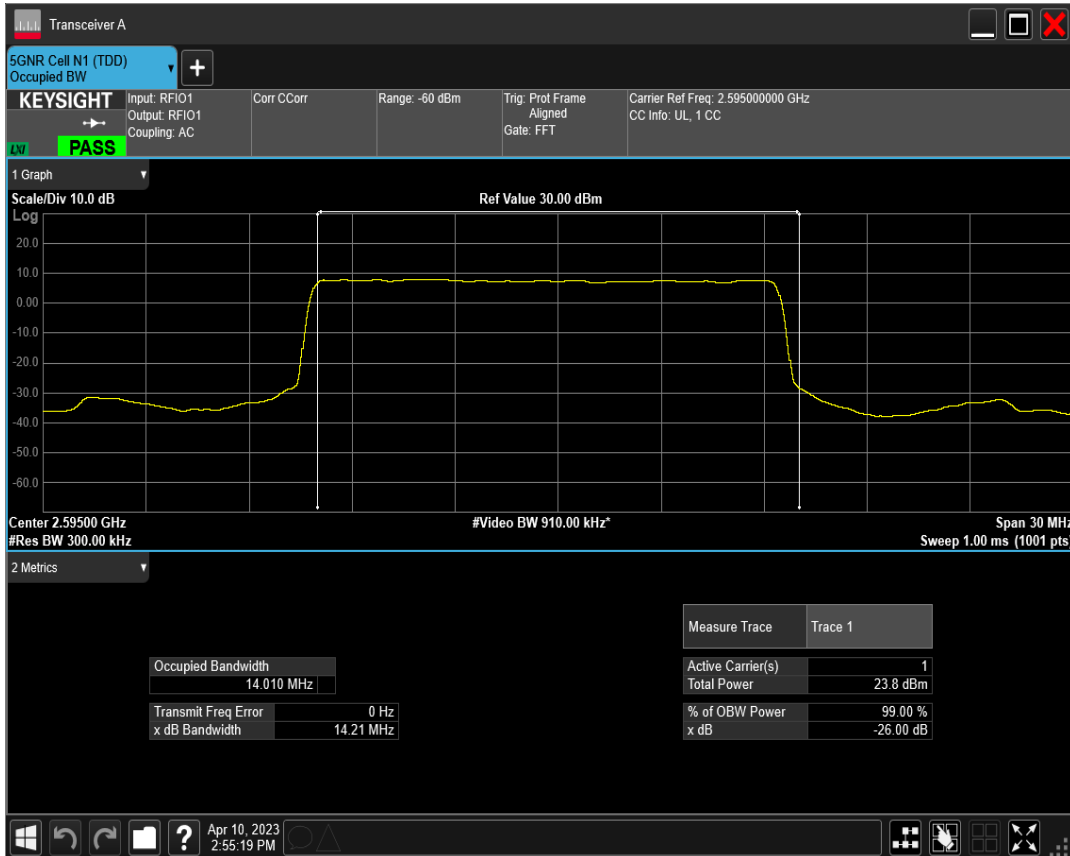 Transceiver A
5GNR Cell N1 (TDD)
Occupied BW
+
KEYSIGHT
LXI
PASS
Input: RFIO1
Output: RFIO1
Coupling: AC
Corr CCorr
Range: -60 dBm
Trig: Prot Frame
Aligned
Gate: FFT
Carrier Ref Freq: 2.595000000 GHz
CC Info: UL, 1 CC
1 Graph
Scale/Div 10.0 dB
Ref Value 30.00 dBm
Log
20.0
10.0
0.00
-10.0
-20.0
-30.0
-40.0
-50.0
-60.0
Center 2.59500 GHz
#Video BW 910.00 kHz*
Span 30 MHz
#Res BW 300.00 kHz
Sweep 1.00 ms (1001 pts)
2 Metrics
Measure Trace Trace 1
Occupied Bandwidth
14.010 MHz
Active Carrier(s) 1
Total Power 23.8 dBm
Transmit Freq Error 0 Hz
x dB Bandwidth 14.21 MHz
% of OBW Power 99.00 %
x dB -26.00 dB
?
Apr 10, 2023
2:55:19 PM